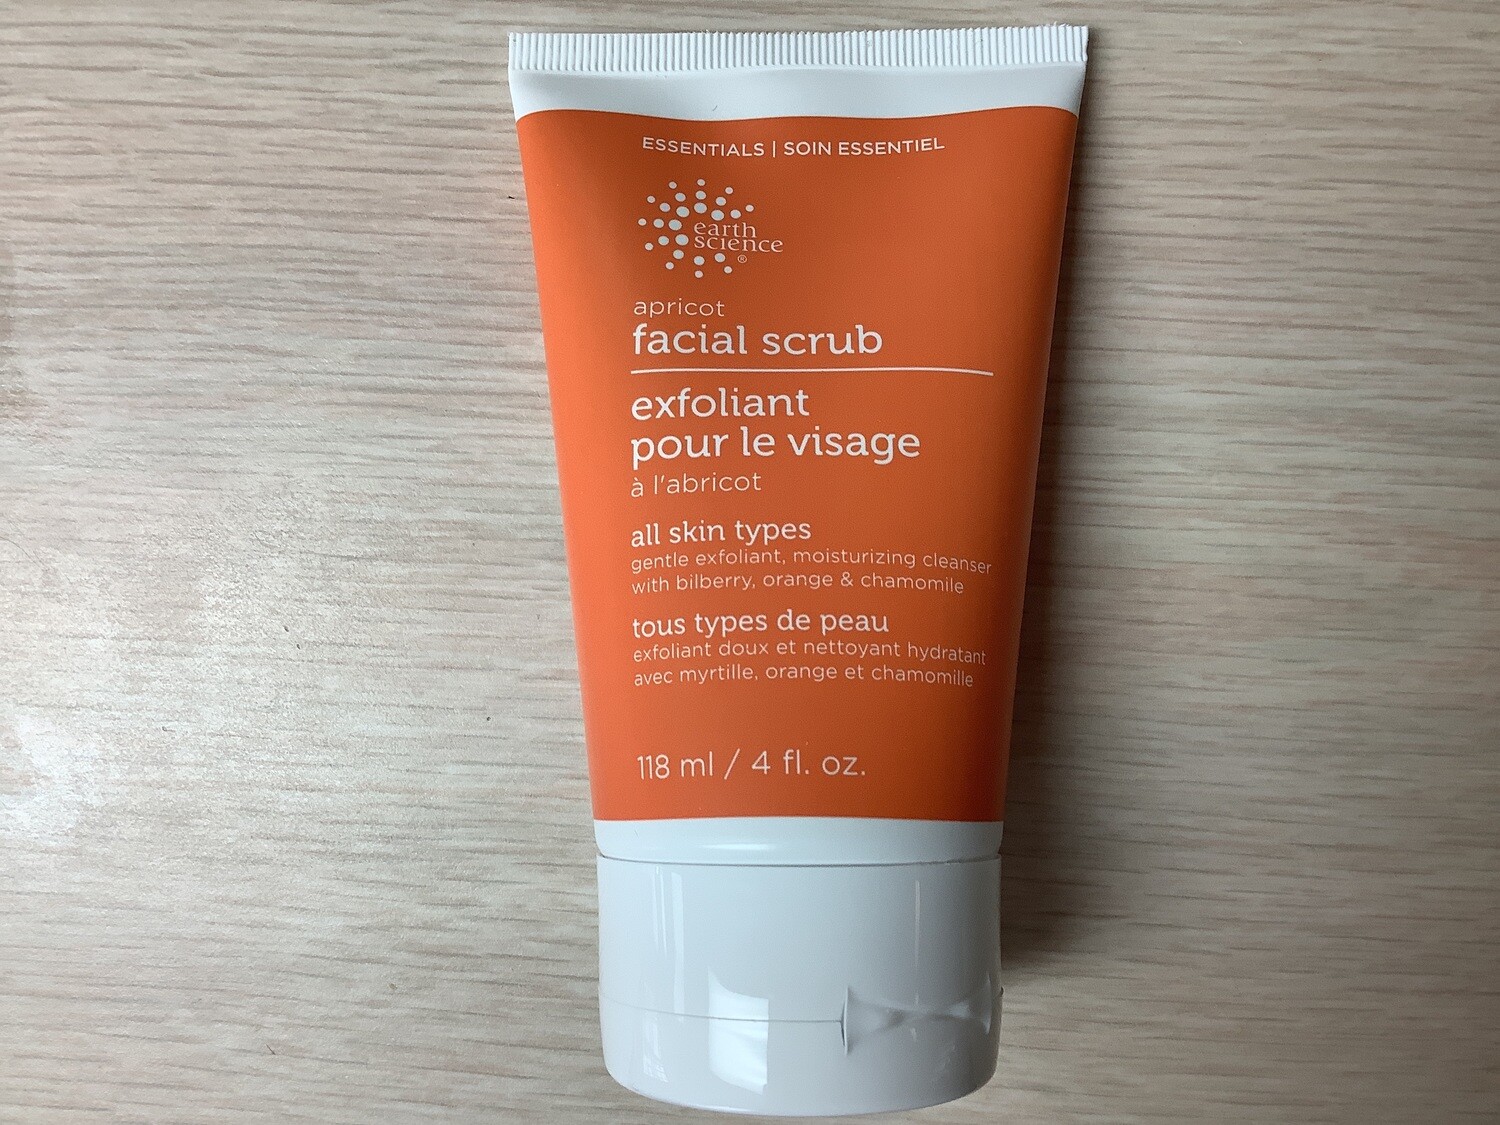 ESSENTIALS | SOIN ESSENTIEL
earth
science
®
apricot
facial scrub
exfoliant
pour le visage
à l'abricot
all skin types
gentle exfoliant, moisturizing cleanser
with bilberry, orange & chamomile
tous types de peau
exfoliant doux et nettoyant hydratant
avec myrtille, orange et chamomille
118 ml / 4 fl. oz.